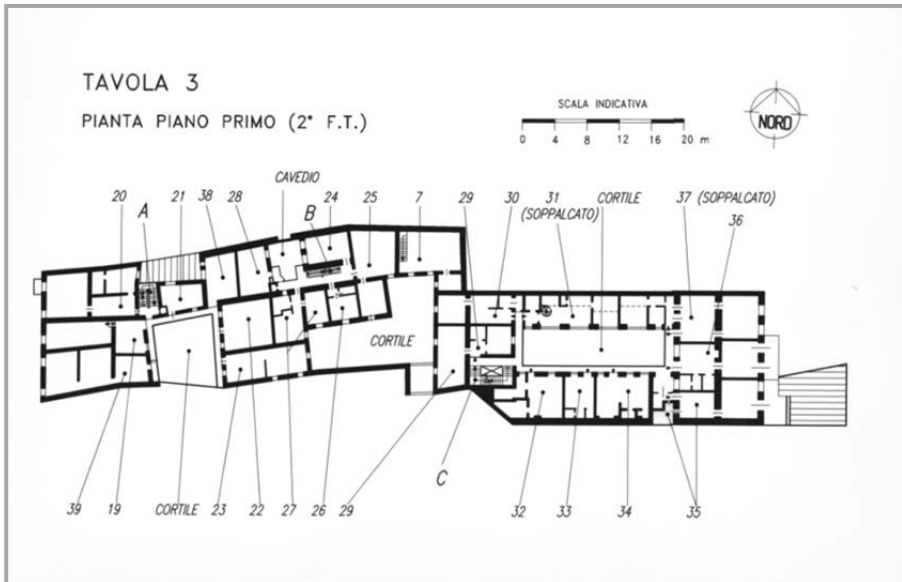 TAVOLA 3
PIANTA PIANO PRIMO (2° F.T.)
SCALA INDICATIVA
0 4 8 12 16 20 m
NORD
CAVEDIO
20 A 21 38 28 B 24 25 7 29 30 31 CORTILE 37 (SOPPALCATO)
(SOPPALCATO) 36
CORTILE
C
39 19 CORTILE 23 22 27 26 29 32 33 34 35